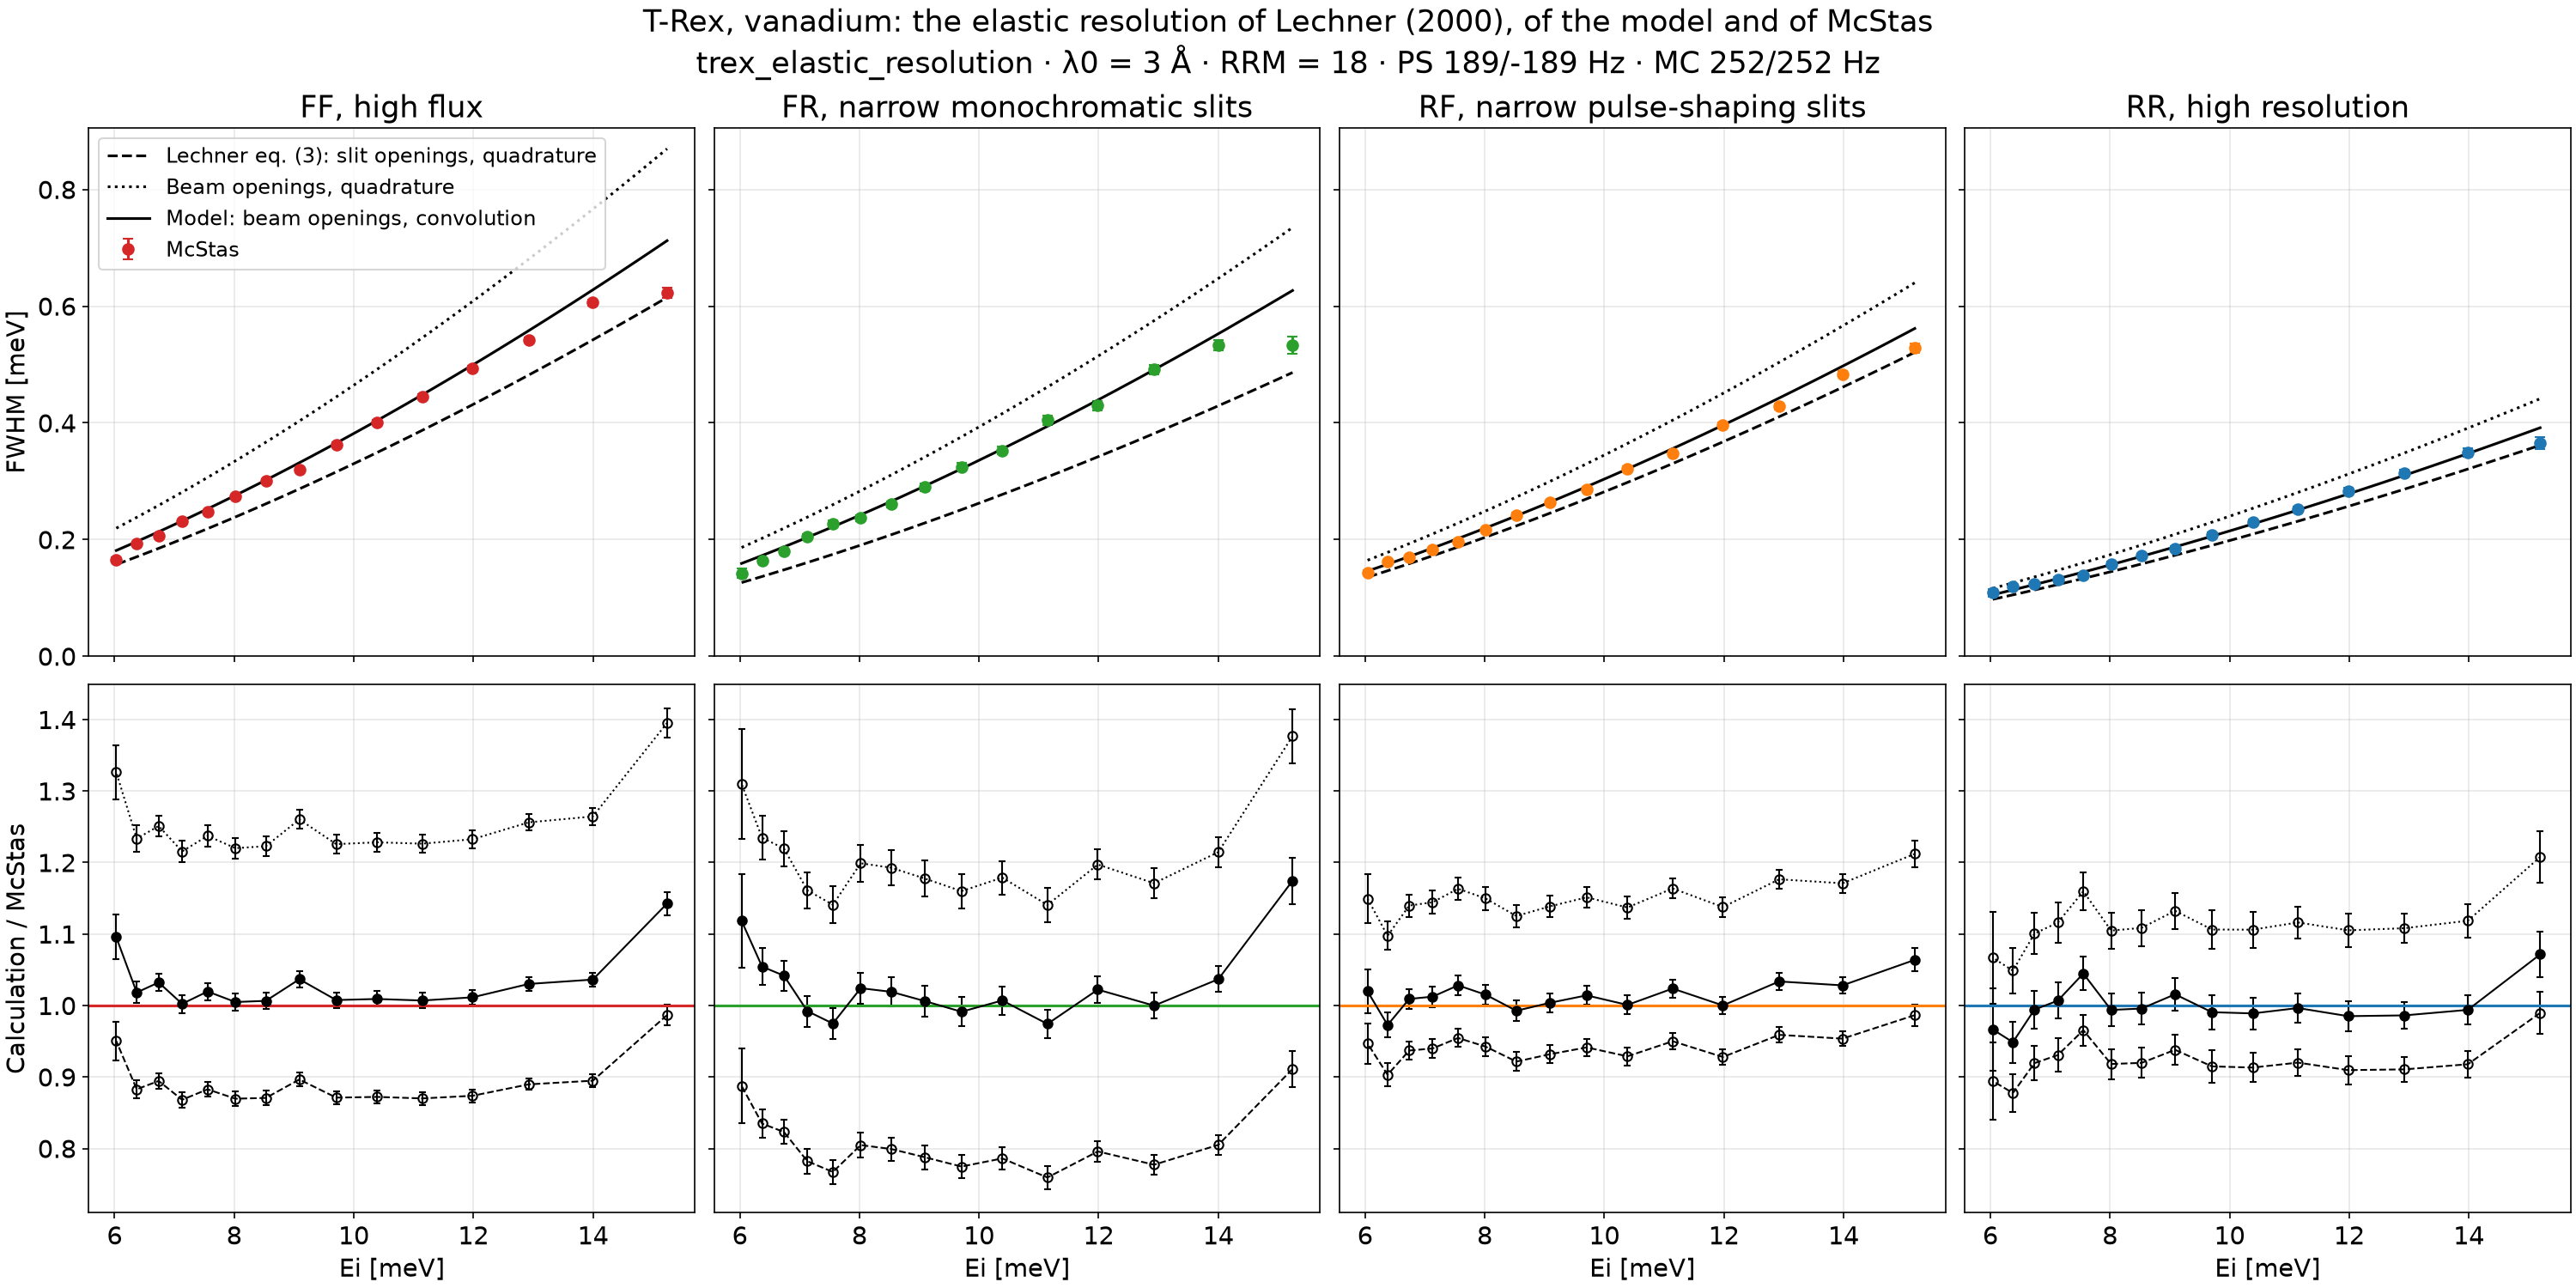 T-Rex, vanadium: the elastic resolution of Lechner (2000), of the model and of McStas
trex_elastic_resolution · λ0 = 3 Å · RRM = 18 · PS 189/-189 Hz · MC 252/252 Hz
FF, high flux
FR, narrow monochromatic slits
RF, narrow pulse-shaping slits
RR, high resolution
Lechner eq. (3): slit openings, quadrature
Beam openings, quadrature
Model: beam openings, convolution
McStas
FWHM [meV]
0.8
0.6
0.4
0.2
0.0
Calculation / McStas
1.4
1.3
1.2
1.1
1.0
0.9
0.8
6 8 10 12 14
6 8 10 12 14
6 8 10 12 14
6 8 10 12 14
Ei [meV]
Ei [meV]
Ei [meV]
Ei [meV]